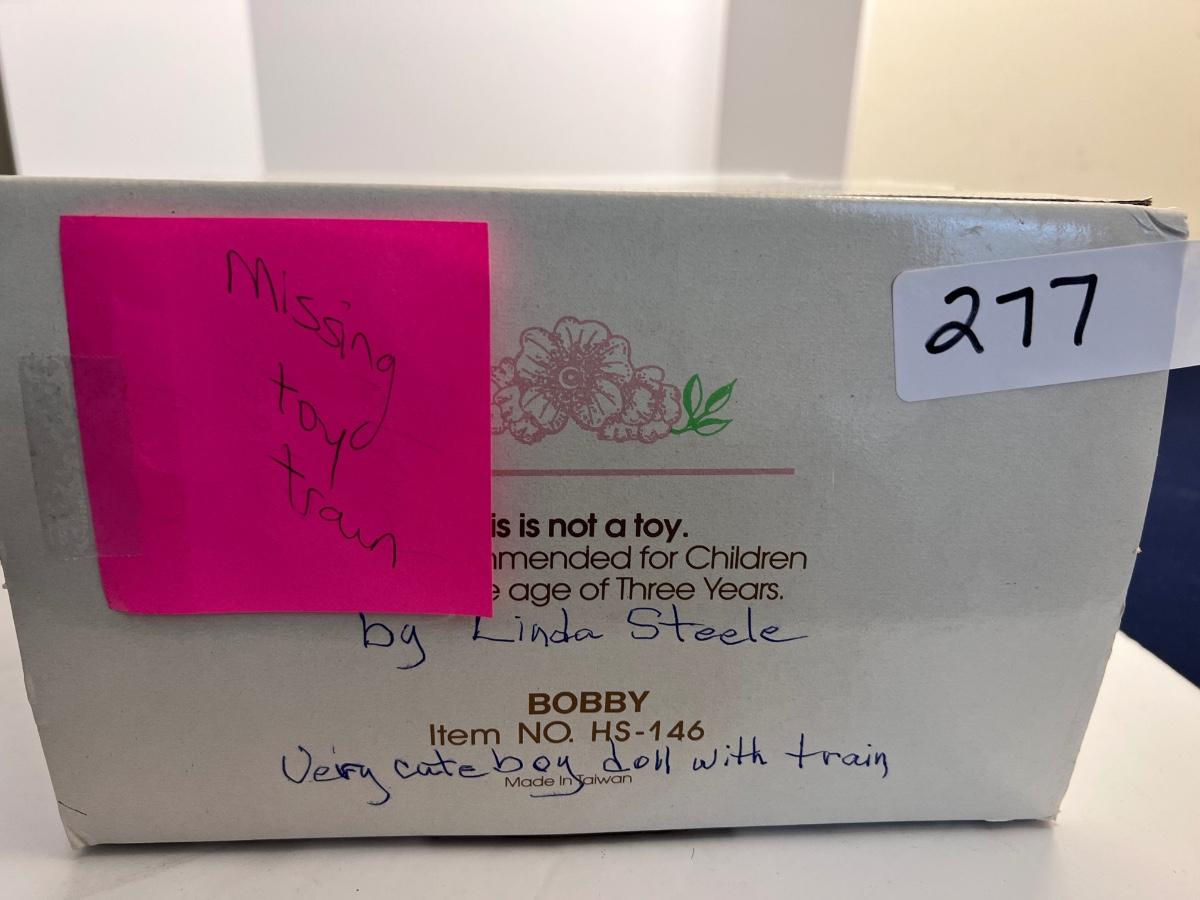 Missing
toy
train
277
C
is is not a toy.
mmended for Children
e age of Three Years.
by Linda Steele
BOBBY
Item NO. HS-146
Very cute boy doll with train
Made In Taiwan